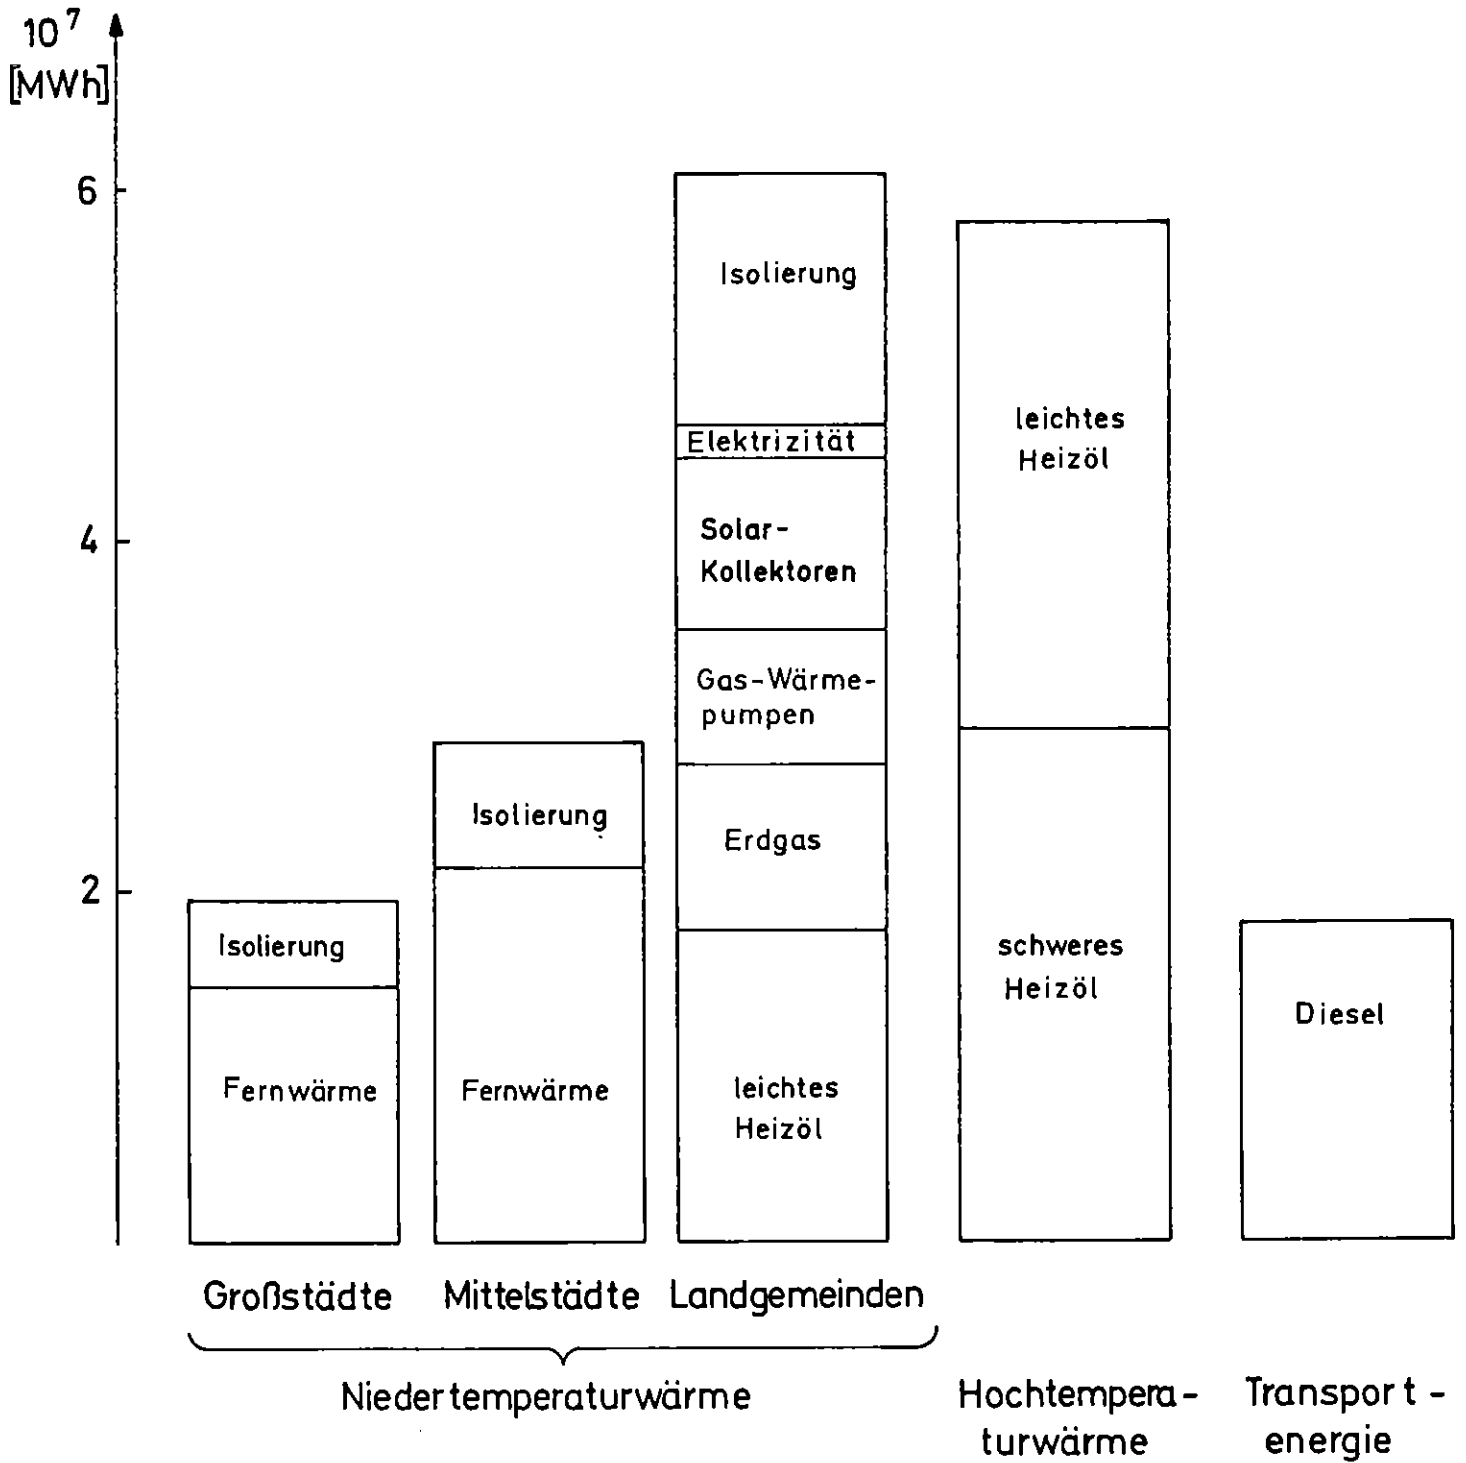 10⁷
[MWh]
6
4
2
Isolierung
Fernwärme
Isolierung
Fernwärme
Isolierung
Elektrizität
Solar-
Kollektoren
Gas-Wärme-
pumpen
Erdgas
leichtes
Heizöl
leichtes
Heizöl
schweres
Heizöl
Diesel
Großstädte
Mittelstädte
Landgemeinden
Niedertemperaturwärme
Hochtempera-
turwärme
Transport-
energie